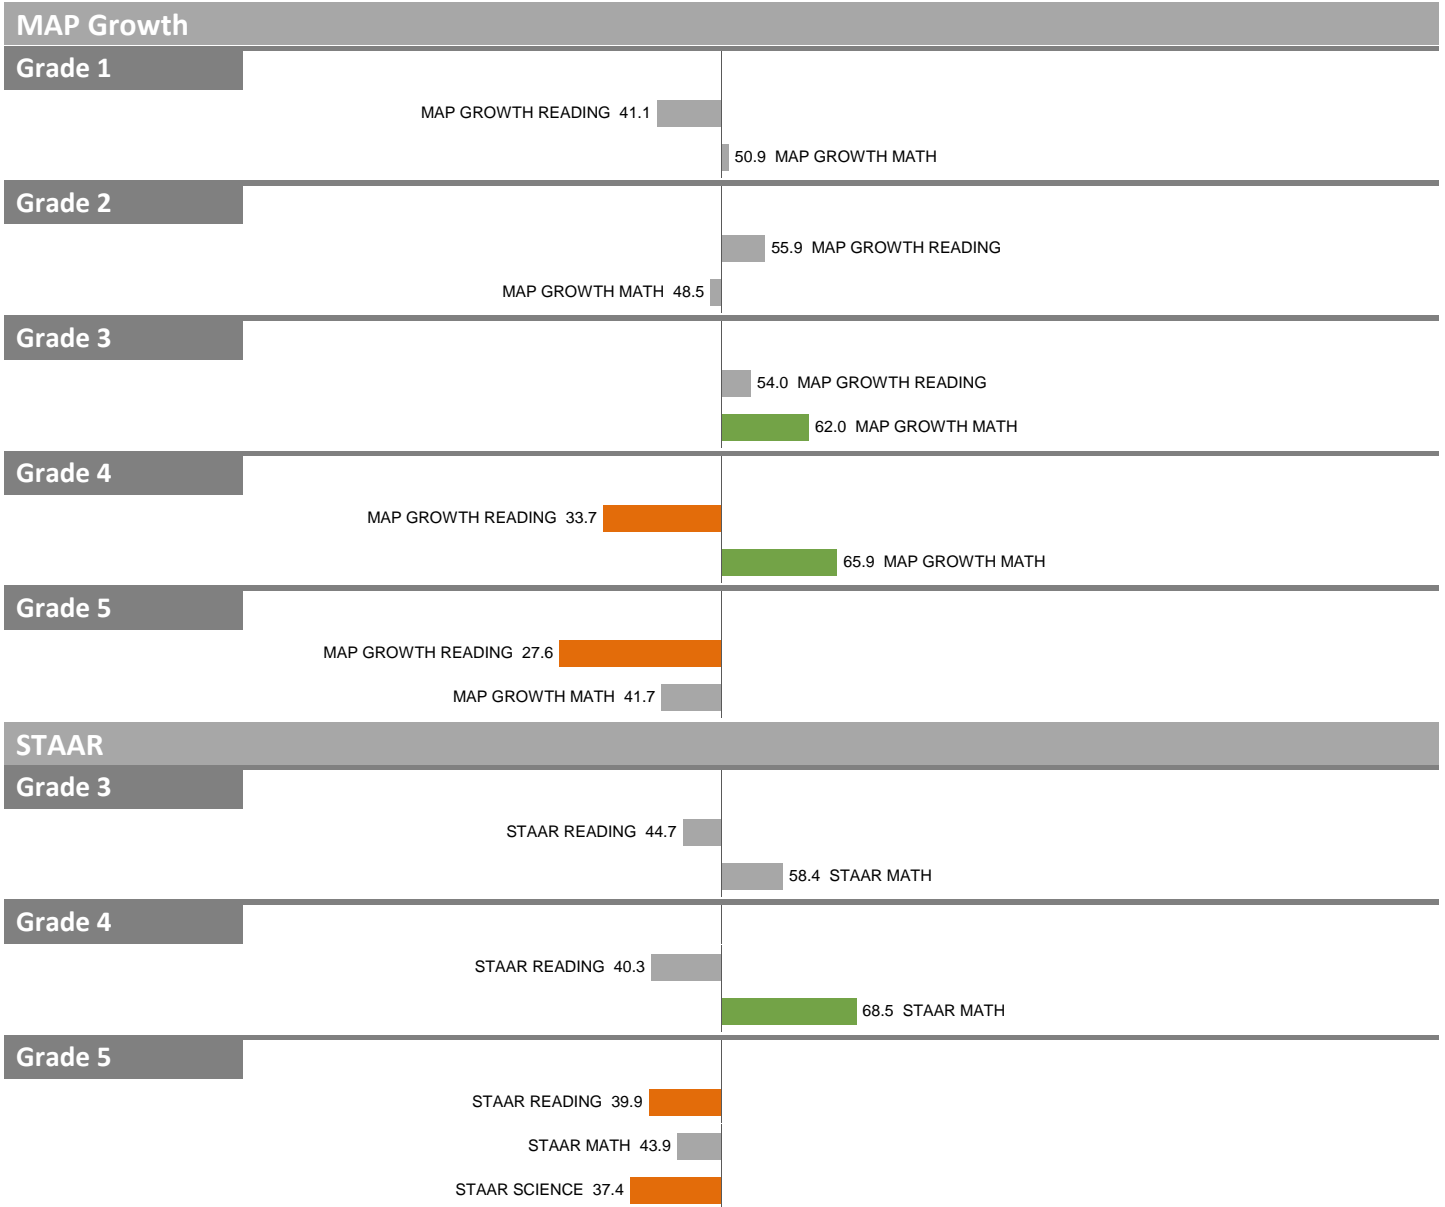 MAP Growth
Grade 1
MAP GROWTH READING 41.1
50.9 MAP GROWTH MATH
Grade 2
55.9 MAP GROWTH READING
MAP GROWTH MATH 48.5
Grade 3
54.0 MAP GROWTH READING
62.0 MAP GROWTH MATH
Grade 4
MAP GROWTH READING 33.7
65.9 MAP GROWTH MATH
Grade 5
MAP GROWTH READING 27.6
MAP GROWTH MATH 41.7
STAAR
Grade 3
STAAR READING 44.7
58.4 STAAR MATH
Grade 4
STAAR READING 40.3
68.5 STAAR MATH
Grade 5
STAAR READING 39.9
STAAR MATH 43.9
STAAR SCIENCE 37.4